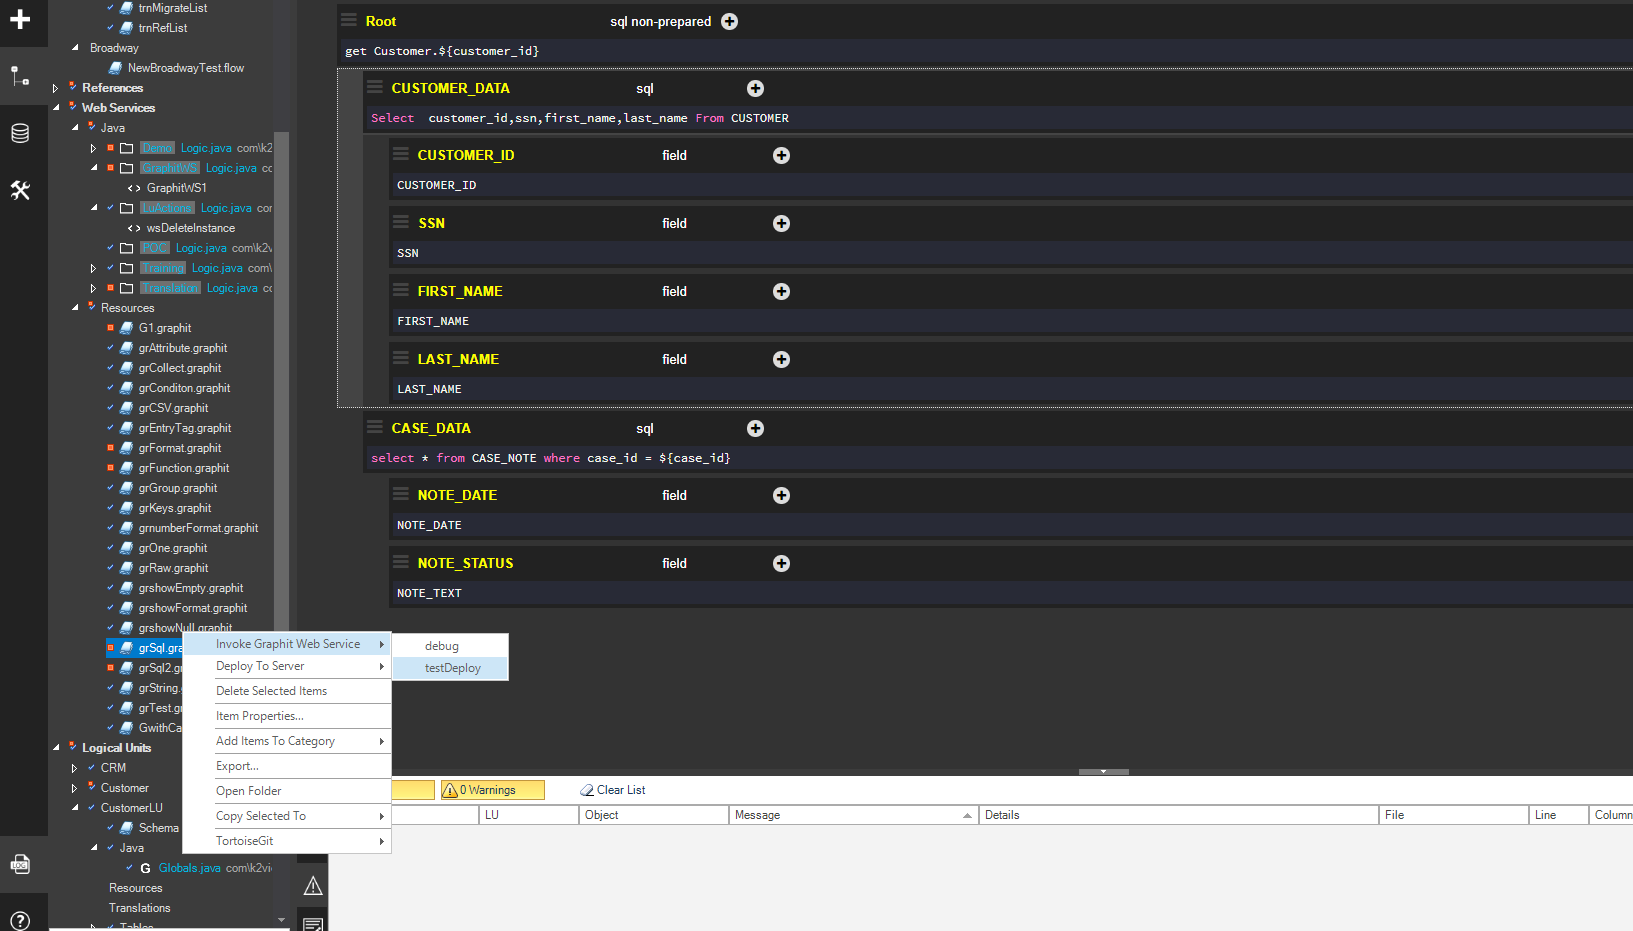 trnMigrateList
trnRefList
Broadway
NewBroadwayTest.flow
References
Web Services
Java
Demo Logic.java com\k2
GraphitWS Logic.java co
GraphitWS1
LuActions Logic.java cor
wsDeleteInstance
POC Logic.java com\k2v
Training Logic.java com\
Translation Logic.java co
Resources
G1.graphit
grAttribute.graphit
grCollect.graphit
grConditon.graphit
grCSV.graphit
grEntryTag.graphit
grFormat.graphit
grFunction.graphit
grGroup.graphit
grKeys.graphit
grnumberFormat.graphit
grOne.graphit
grRaw.graphit
grshowEmpty.graphit
grshowFormat.graphit
grshowNull.graphit
grSql.gra
grSql2.gr
grString.
grTest.gr
GwithCa
Logical Units
CRM
Customer
CustomerLU
Schema
Java
G Globals.java com\k2vi
Resources
Translations
Tables
LOG
Invoke Graphit Web Service
Deploy To Server
Delete Selected Items
Item Properties...
Add Items To Category
Export...
Open Folder
Copy Selected To
TortoiseGit
debug
testDeploy
Root sql non-prepared
get Customer.${customer_id}
CUSTOMER_DATA sql
Select customer_id,ssn,first_name,last_name From CUSTOMER
CUSTOMER_ID field
CUSTOMER_ID
SSN field
SSN
FIRST_NAME field
FIRST_NAME
LAST_NAME field
LAST_NAME
CASE_DATA sql
select * from CASE_NOTE where case_id = ${case_id}
NOTE_DATE field
NOTE_DATE
NOTE_STATUS field
NOTE_TEXT
0 Warnings Clear List
LU Object Message Details File Line Column